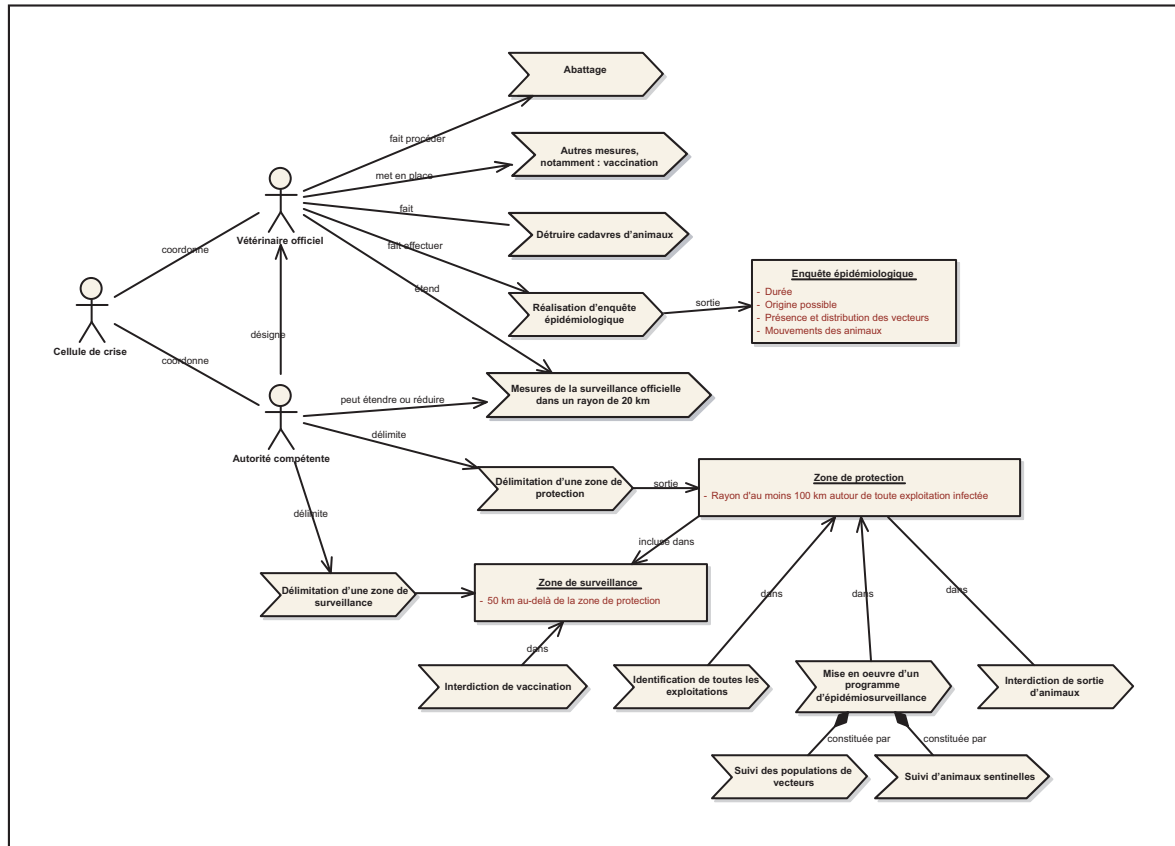 Abattage
fait procéder
Autres mesures,
notamment : vaccination
met en place
fait
Détruire cadavres d'animaux
Vétérinaire officiel
coordonne
fait effectuer
Enquête épidémiologique
- Durée
- Origine possible
- Présence et distribution des vecteurs
- Mouvements des animaux
étend
Réalisation d'enquête
épidémiologique
sortie
Cellule de crise
désigne
coordonne
Mesures de la surveillance officielle
dans un rayon de 20 km
peut étendre ou réduire
Autorité compétente
délimite
Délimitation d'une zone de
protection
sortie
Zone de protection
- Rayon d'au moins 100 km autour de toute exploitation infectée
délimite
incluse dans
Délimitation d'une zone de
surveillance
Zone de surveillance
- 50 km au-delà de la zone de protection
dans
dans
dans
dans
Interdiction de vaccination
Identification de toutes les
exploitations
Mise en oeuvre d'un
programme
d'épidémiosurveillance
Interdiction de sortie
d'animaux
constituée par
constituée par
Suivi des populations de
vecteurs
Suivi d'animaux sentinelles